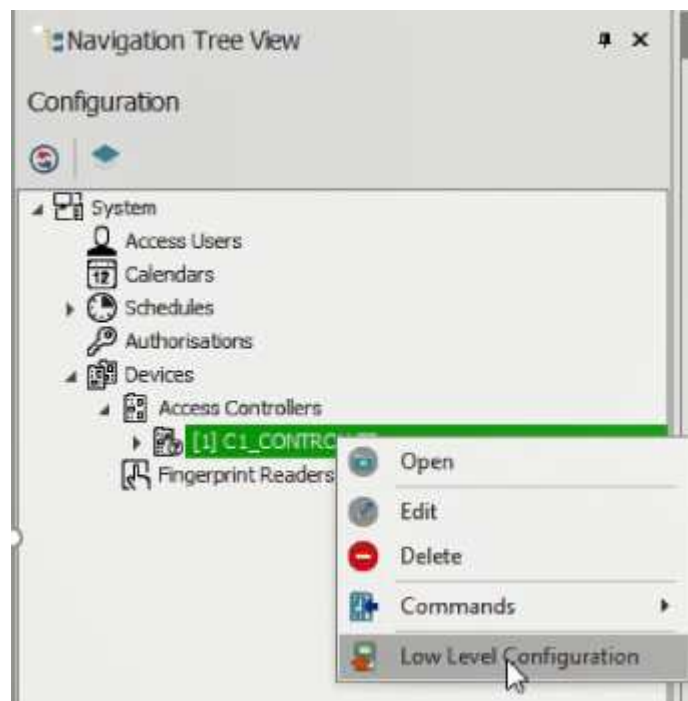 Navigation Tree View
Configuration
System
Access Users
12 Calendars
Schedules
Authorisations
Devices
Access Controllers
[1] C1_CONTRO
Fingerprint Readers
Open
Edit
Delete
Commands
Low Level Configuration